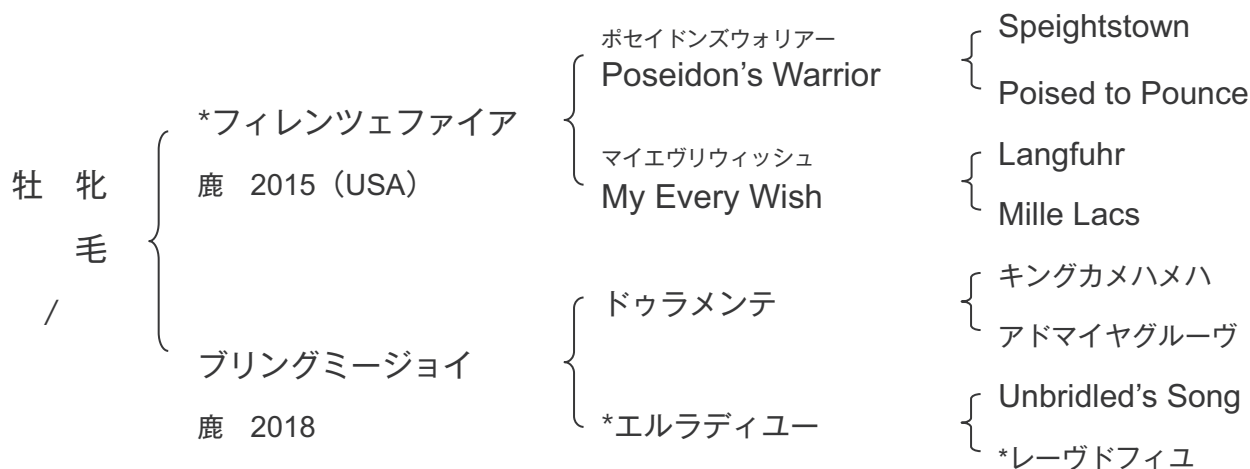 牡 牝
毛
/
*フィレンツェファイア
鹿 2015（USA）
ブリングミージョイ
鹿 2018
ポセイドンズウォリアー
Poseidon’s Warrior
マイエヴリウィッシュ
My Every Wish
ドゥラメンテ
*エルラディユー
Speightstown
Poised to Pounce
Langfuhr
Mille Lacs
キングカメハメハ
アドマイヤグルーヴ
Unbridled’s Song
*レーヴドフィユ